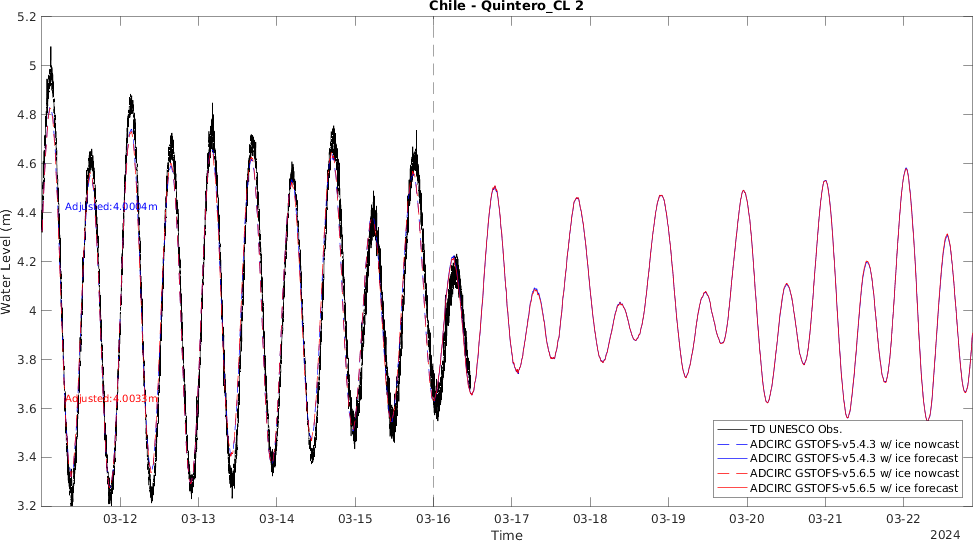 Chile - Quintero_CL 2
5.2
5
4.8
4.6
4.4
4.2
4
3.8
3.6
3.4
3.2
Water Level (m)
Adjusted:4.0004m
Adjusted:4.0033m
TD UNESCO Obs.
ADCIRC GSTOFS-v5.4.3 w/ ice nowcast
ADCIRC GSTOFS-v5.4.3 w/ ice forecast
ADCIRC GSTOFS-v5.6.5 w/ ice nowcast
ADCIRC GSTOFS-v5.6.5 w/ ice forecast
03-12 03-13 03-14 03-15 03-16 03-17 03-18 03-19 03-20 03-21 03-22
Time
2024